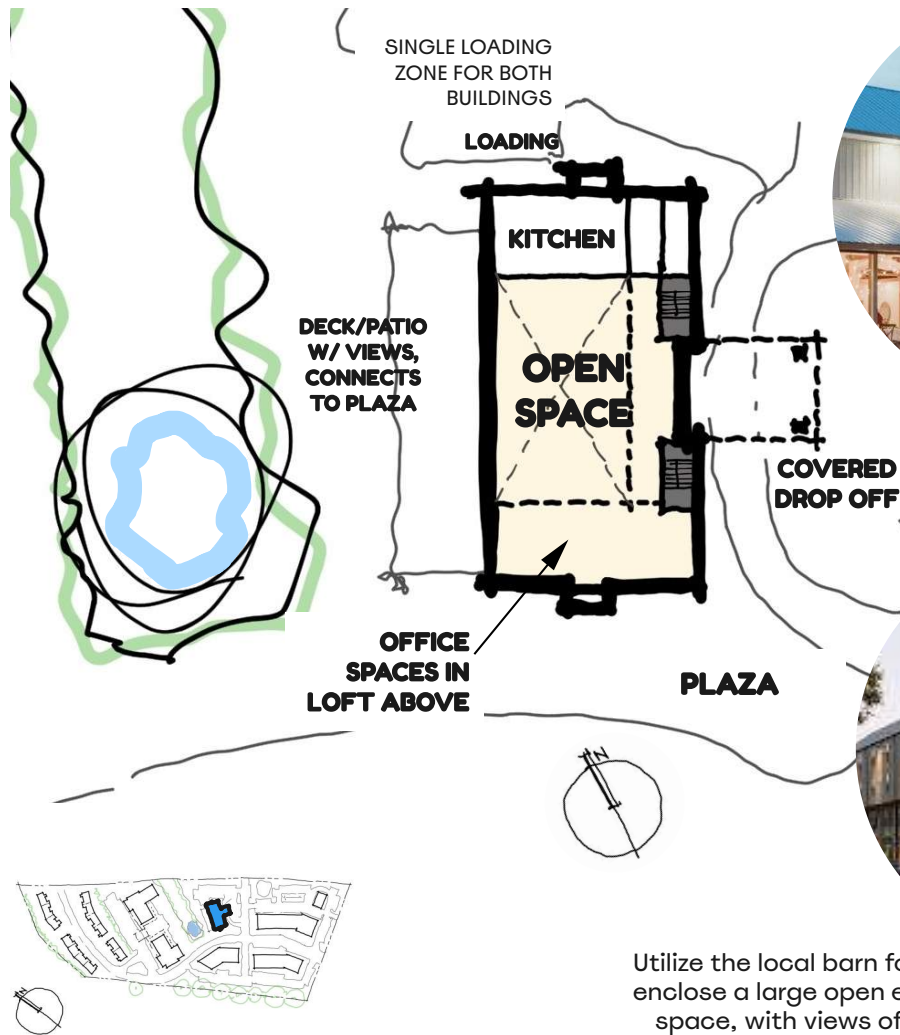 SINGLE LOADING
ZONE FOR BOTH
BUILDINGS
LOADING
KITCHEN
DECK/PATIO
W/ VIEWS,
CONNECTS
TO PLAZA
OPEN
SPACE
COVERED
DROP OFF
OFFICE
SPACES IN
LOFT ABOVE
PLAZA
N
N
Utilize the local barn fo
enclose a large open e
space, with views of